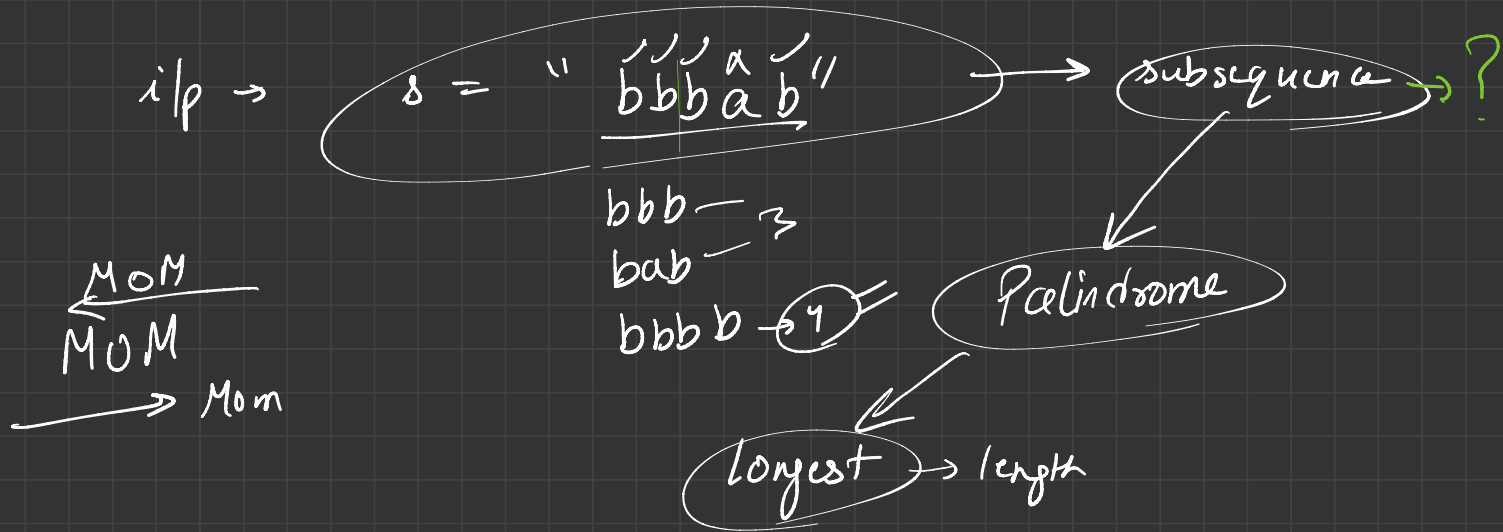 i/p → s = " bbbab " → subsequence → ?
bbb
bab
3
bbbb → 4
MOM
MOM
→ Mom
Palindrome
longest → length